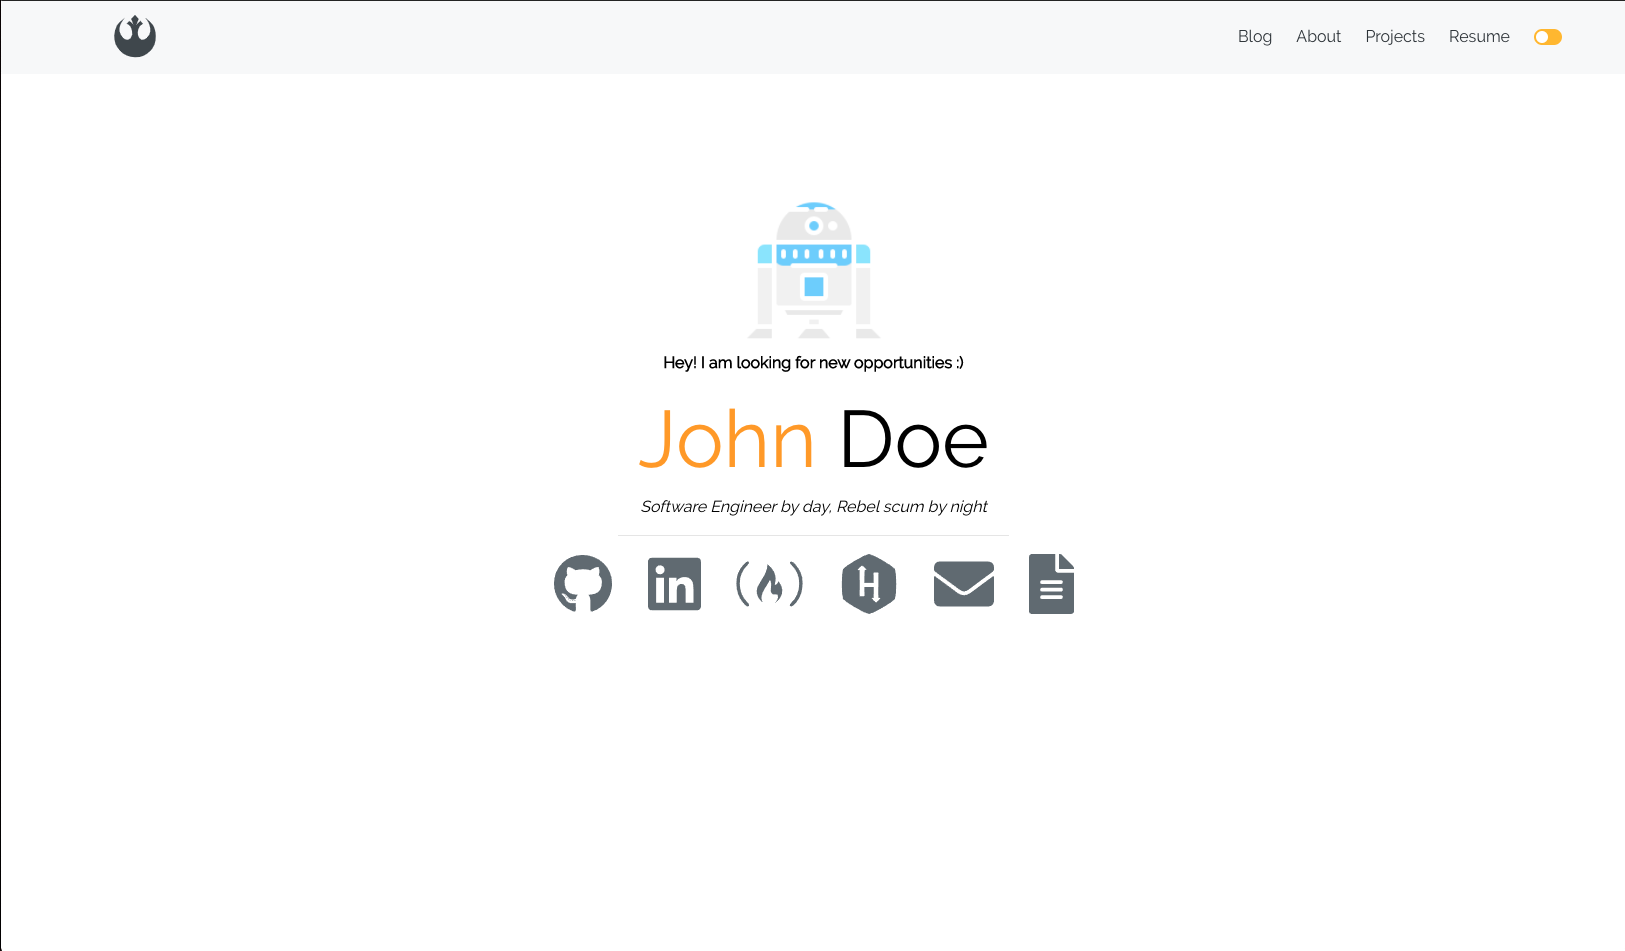 Blog About Projects Resume
Hey! I am looking for new opportunities :)
John Doe
Software Engineer by day, Rebel scum by night
in
H